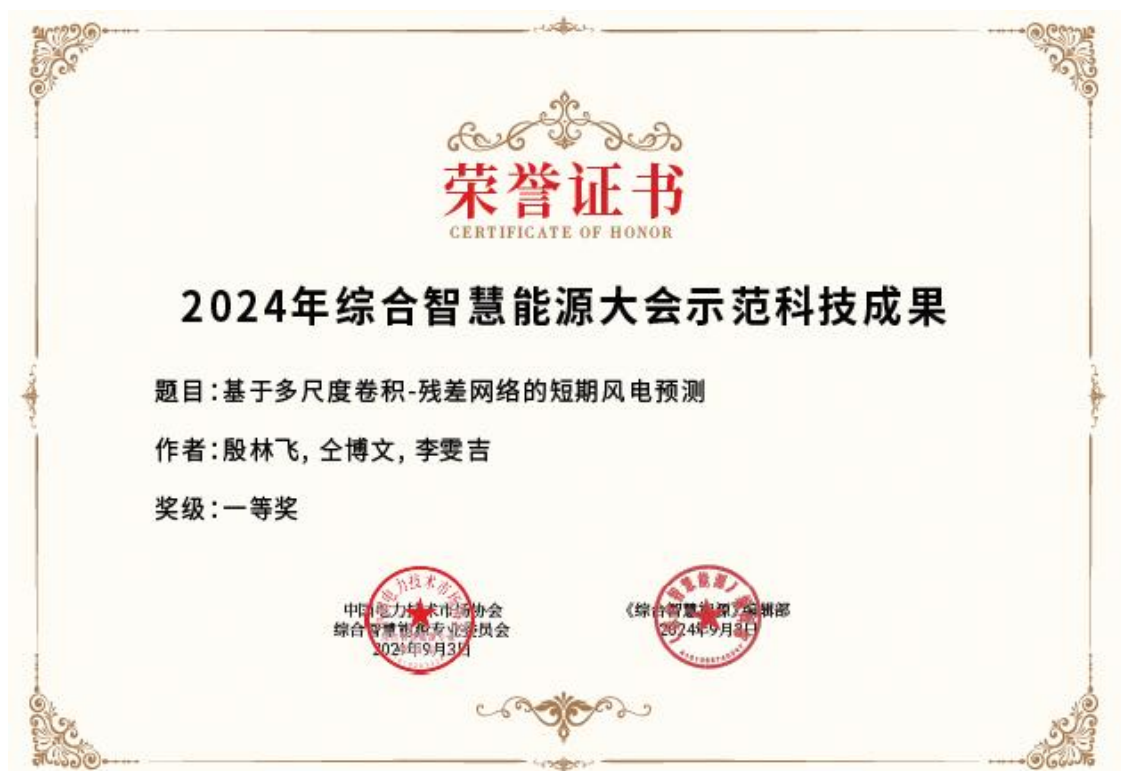 荣誉证书
CERTIFICATE OF HONOR
2024年综合智慧能源大会示范科技成果
题目:基于多尺度卷积-残差网络的短期风电预测
作者:殷林飞, 仝博文, 李雯吉
奖级:一等奖
中国电力技术市场协会
综合智慧能源专业委员会
2024年9月3日
《综合智慧能源》编辑部
2024年9月3日